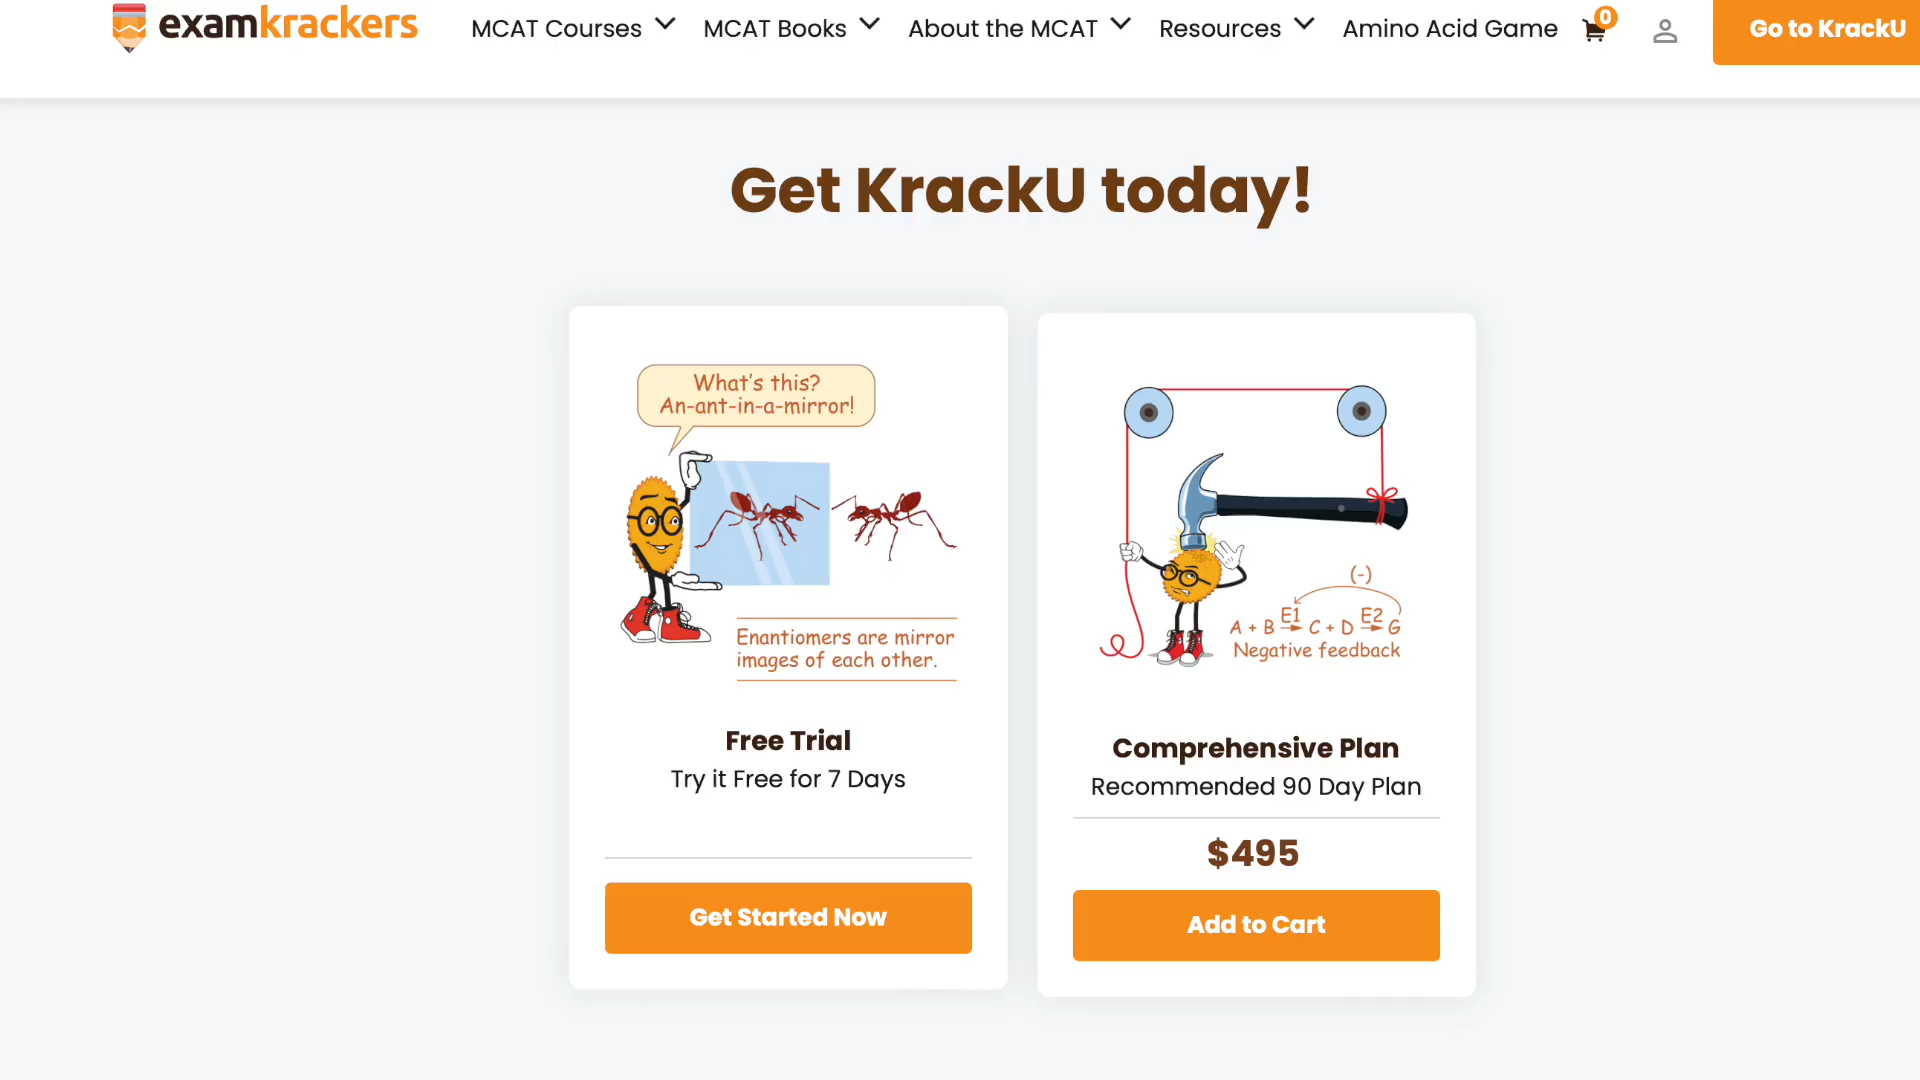 examkrackers
MCAT Courses
MCAT Books
About the MCAT
Resources
Amino Acid Game
0
Go to KrackU
Get KrackU today!
What's this?
An-ant-in-a-mirror!
Enantiomers are mirror
images of each other.
Free Trial
Try it Free for 7 Days
Get Started Now
(-)
A + B E1 C + D E2 G
Negative feedback
Comprehensive Plan
Recommended 90 Day Plan
$495
Add to Cart